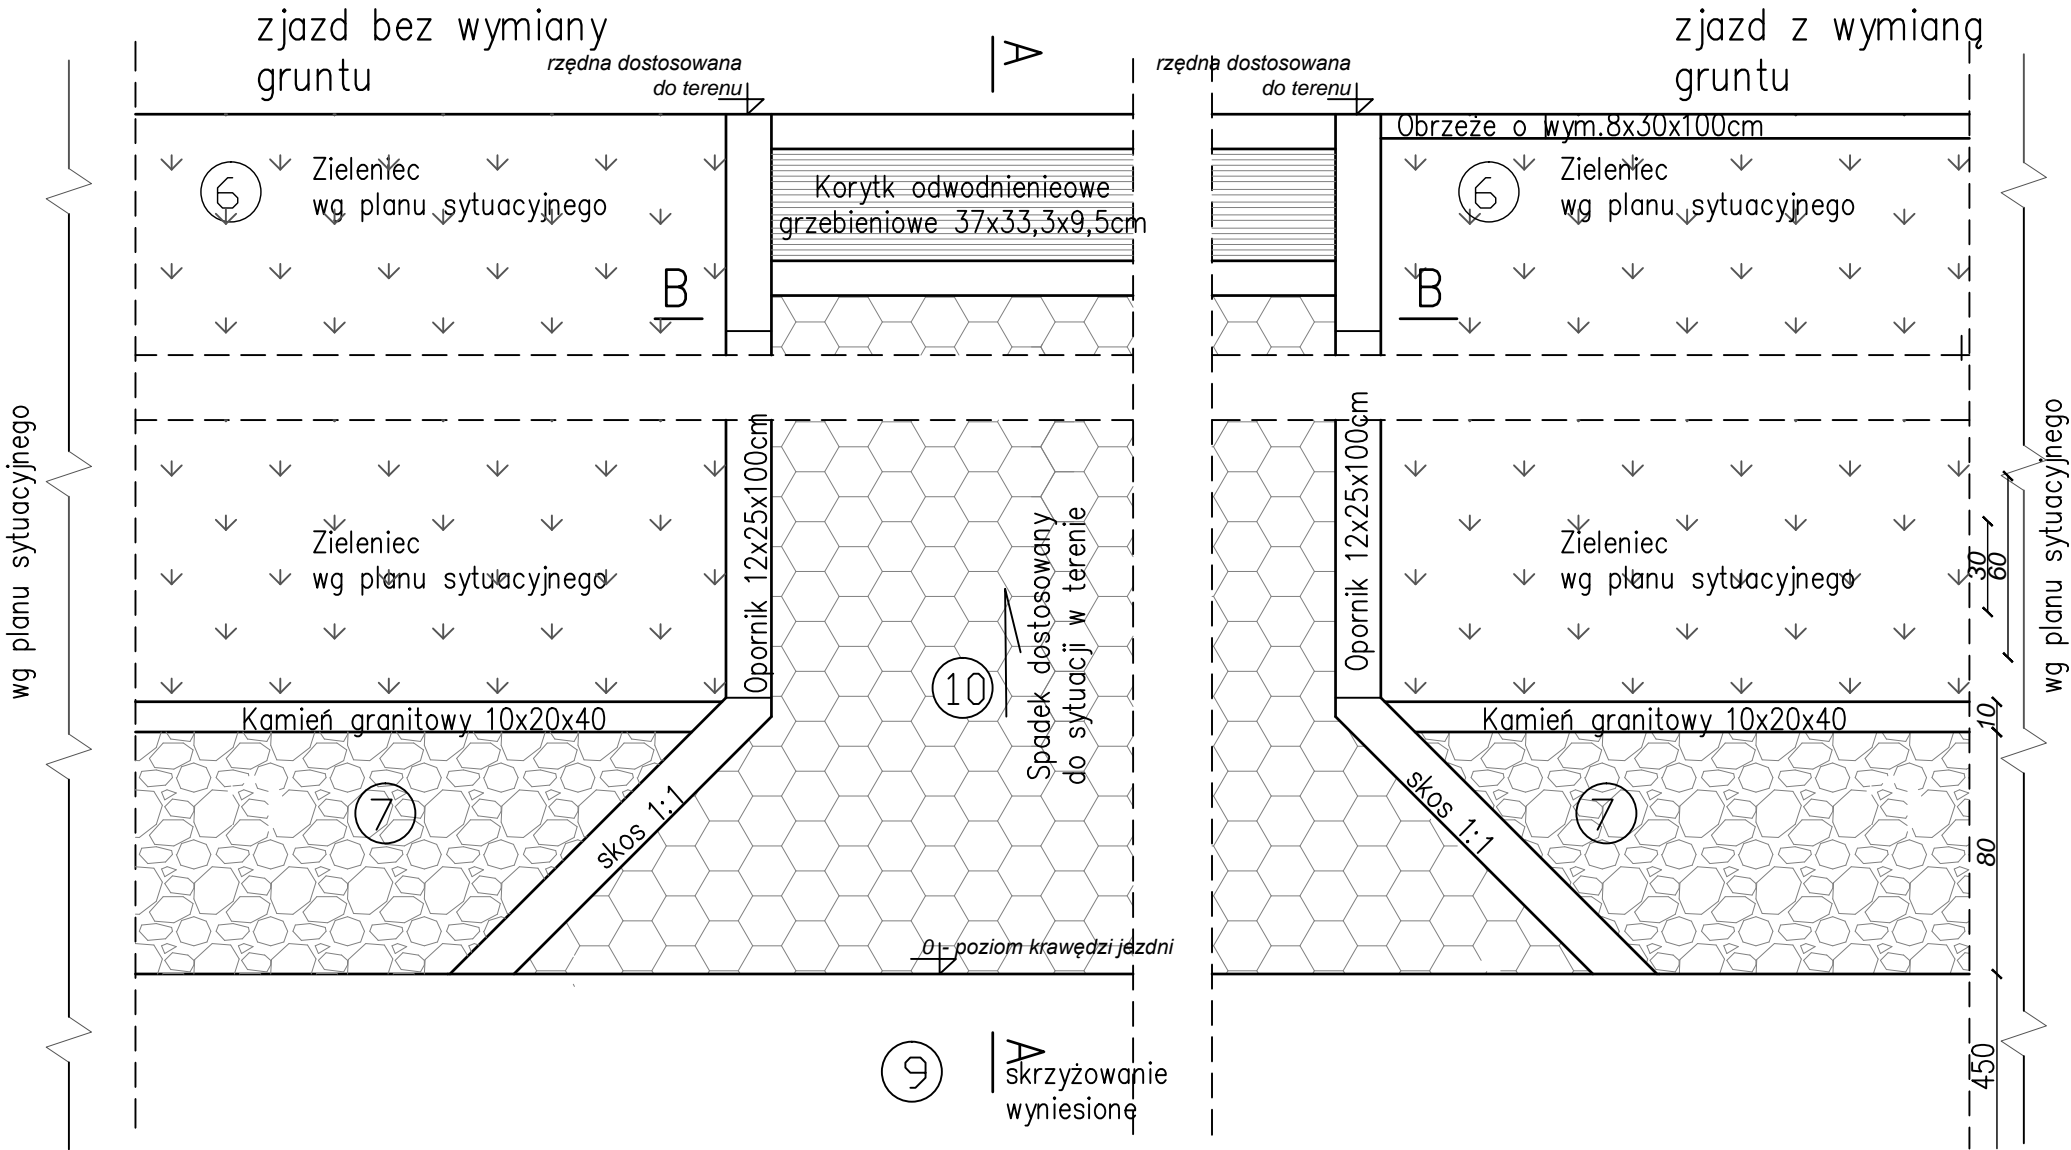 zjazd bez wymiany
gruntu
rzędna dostosowana
do terenu
A
rzędna dostosowana
do terenu
zjazd z wymianą
gruntu
Obrzeże o wym.8x30x100cm
6
Zieleniec
wg planu sytuacyjnego
Korytk odwodnienieowe
grzebieniowe 37x33,3x9,5cm
6
Zieleniec
wg planu sytuacyjnego
B
B
wg planu sytuacyjnego
Zieleniec
wg planu sytuacyjnego
Opornik 12x25x100cm
10
Spadek dostosowany
do sytuacji w terenie
Opornik 12x25x100cm
Zieleniec
wg planu sytuacyjnego
30
60
wg planu sytuacyjnego
Kamień granitowy 10x20x40
Kamień granitowy 10x20x40
10
7
skos 1:1
skos 1:1
7
80
0 - poziom krawędzi jezdni
9
A
skrzyżowanie
wyniesione
450